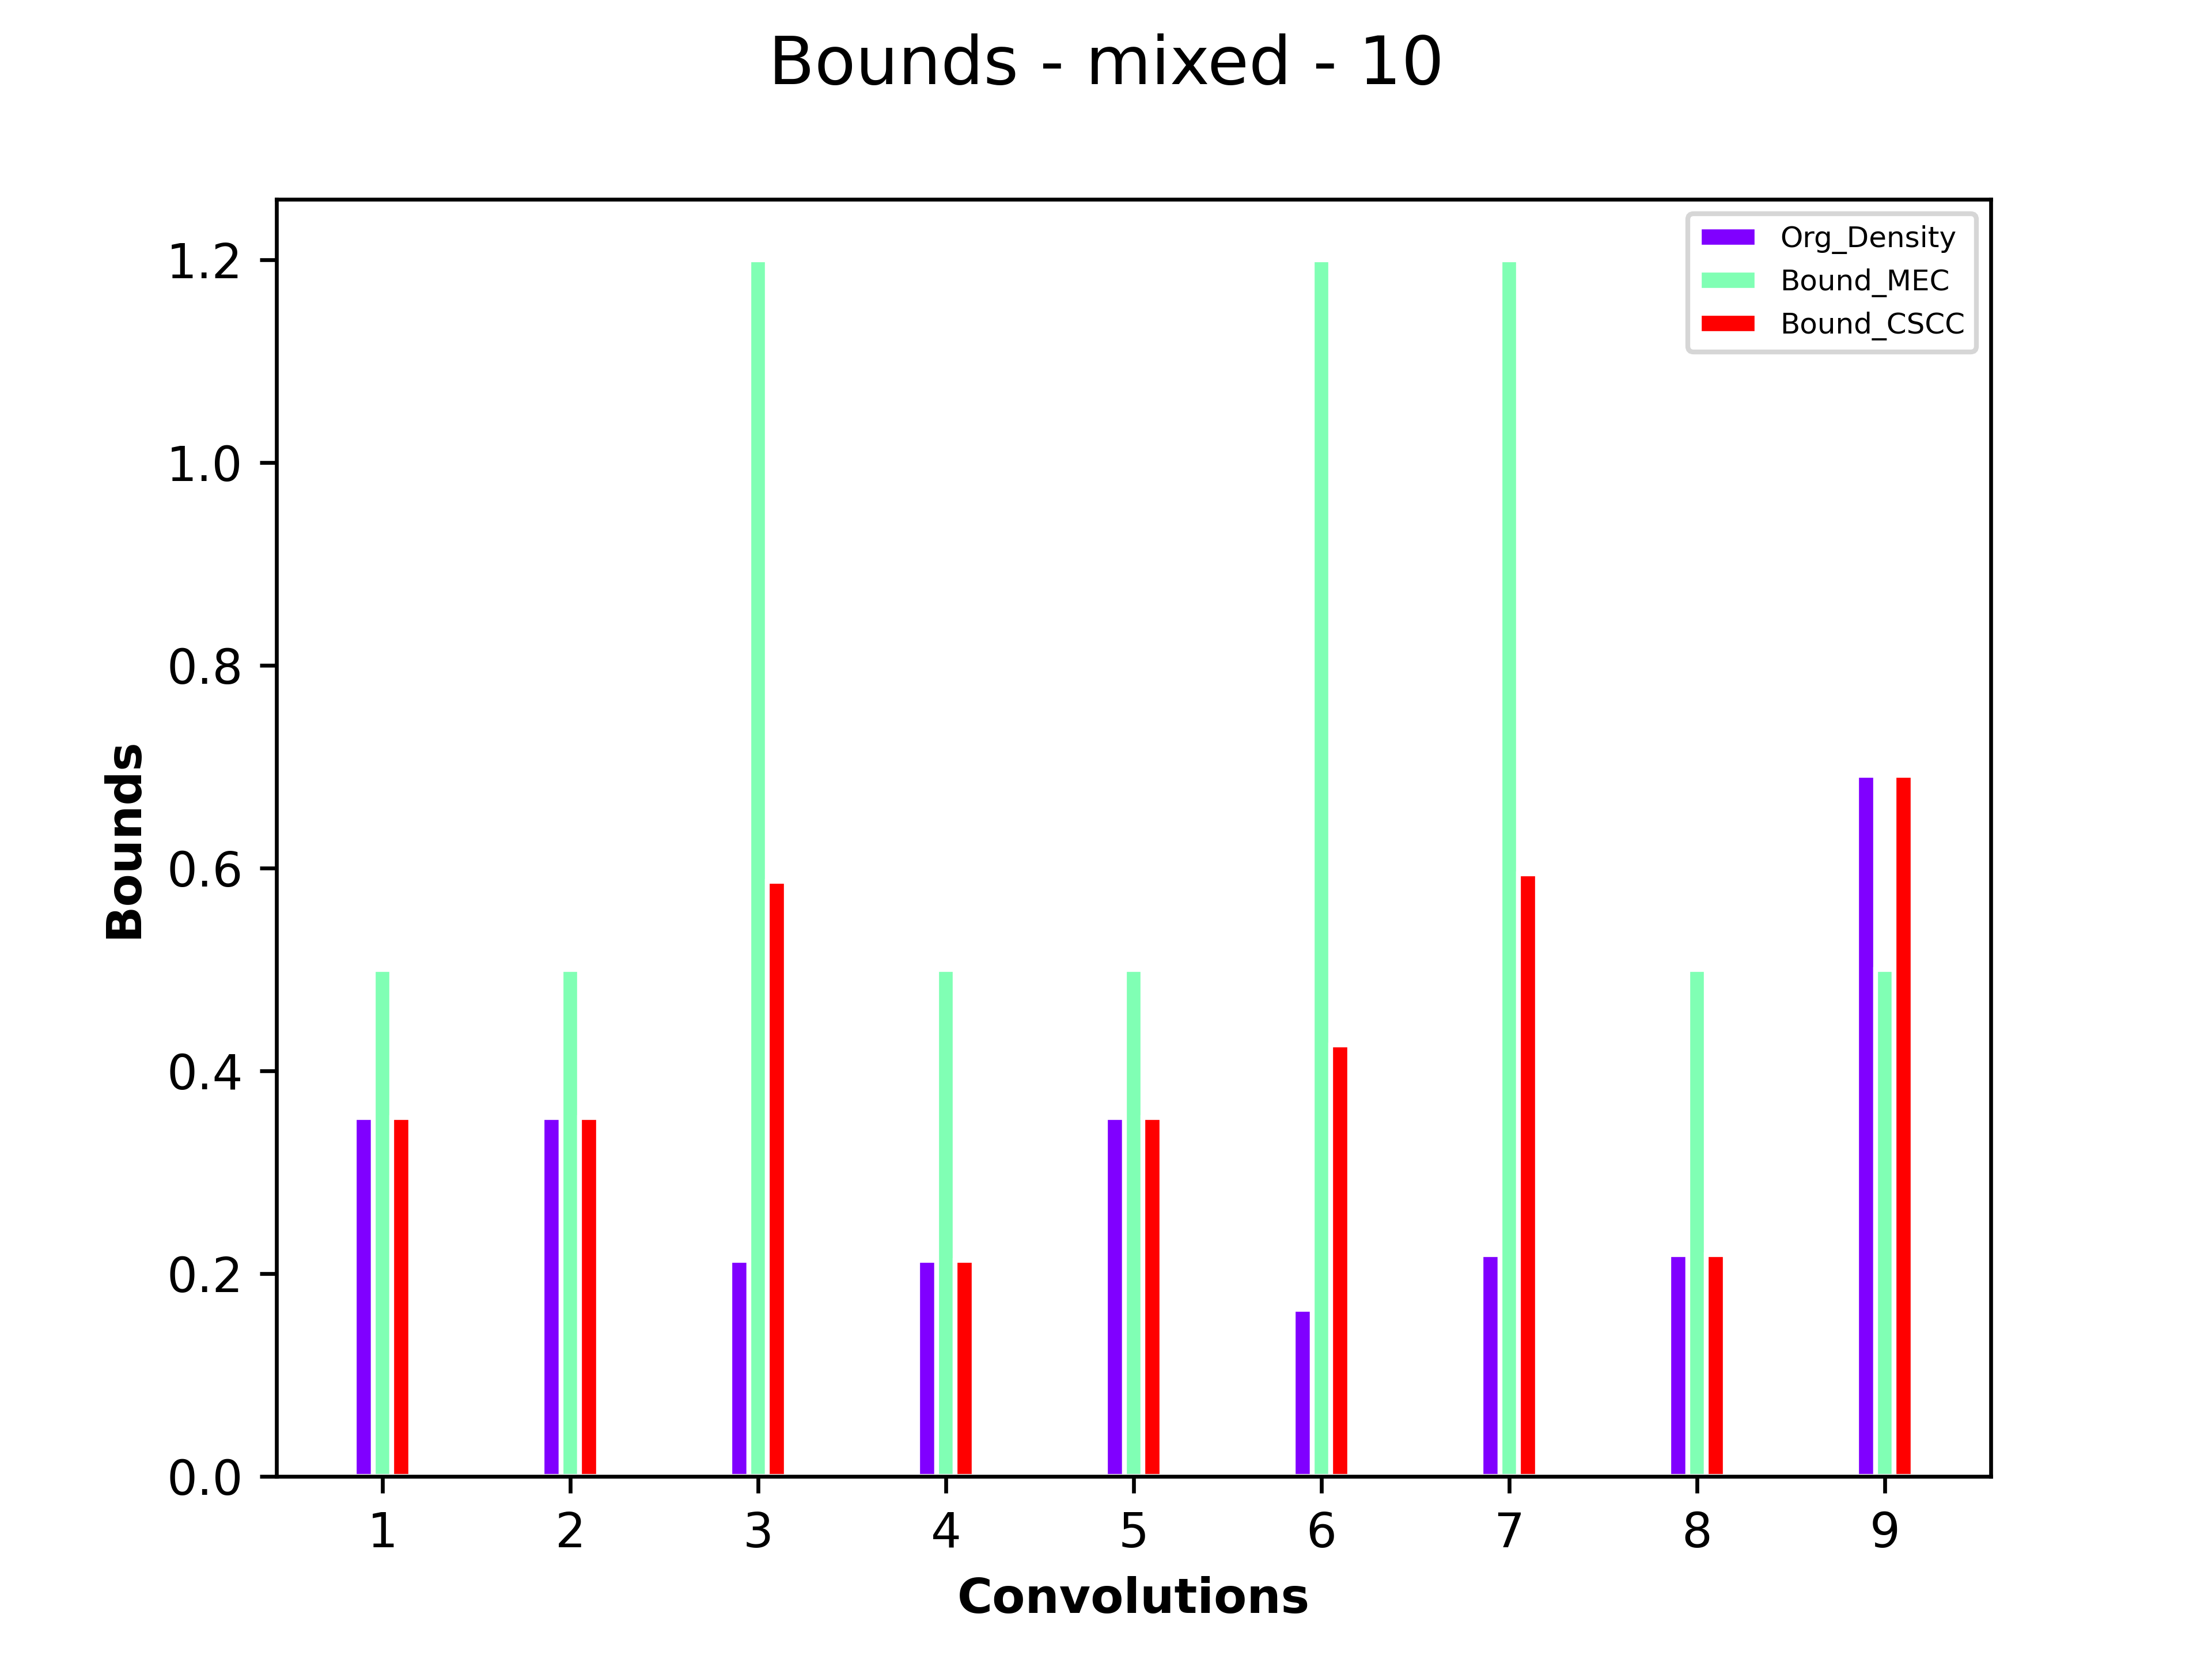 Bounds - mixed - 10
Org_Density
Bound_MEC
Bound_CSCC
1.2
1.0
0.8
0.6
0.4
0.2
0.0
Bounds
1 2 3 4 5 6 7 8 9
Convolutions